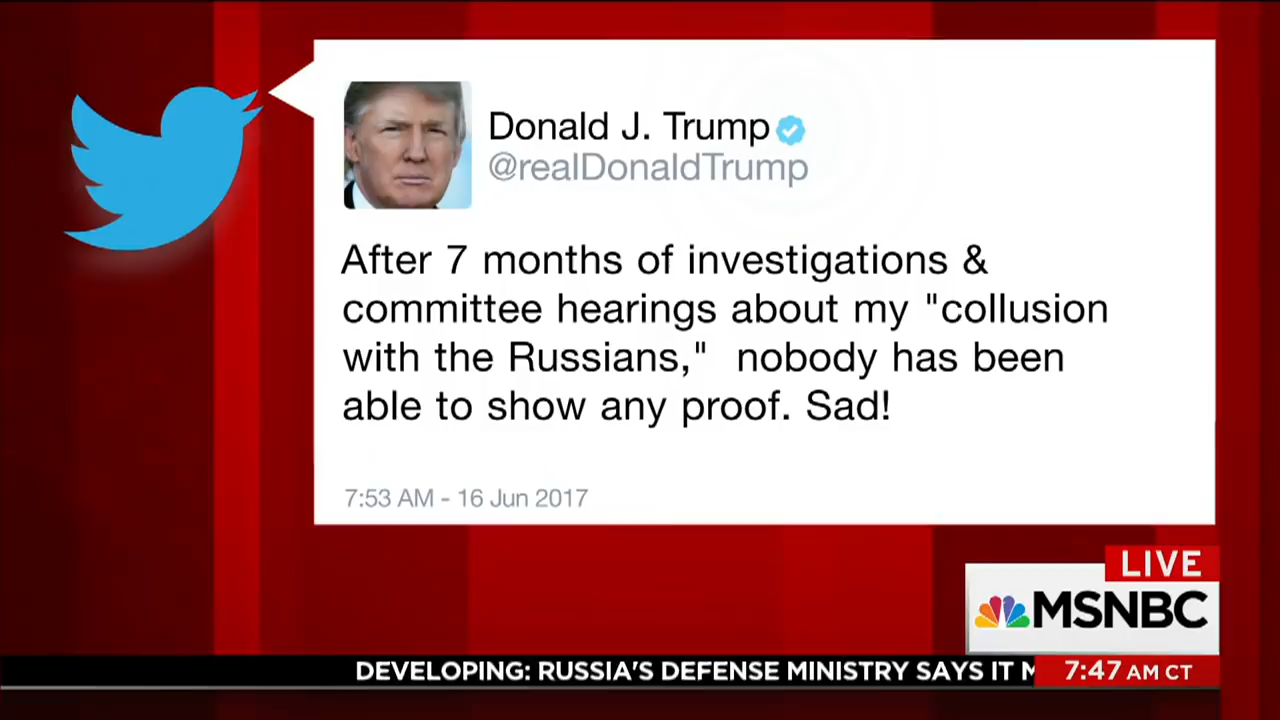 Donald J. Trump
@realDonaldTrump
After 7 months of investigations &
committee hearings about my "collusion
with the Russians,"  nobody has been
able to show any proof. Sad!
7:53 AM - 16 Jun 2017
LIVE
MSNBC
DEVELOPING: RUSSIA'S DEFENSE MINISTRY SAYS IT
7:47 AM CT